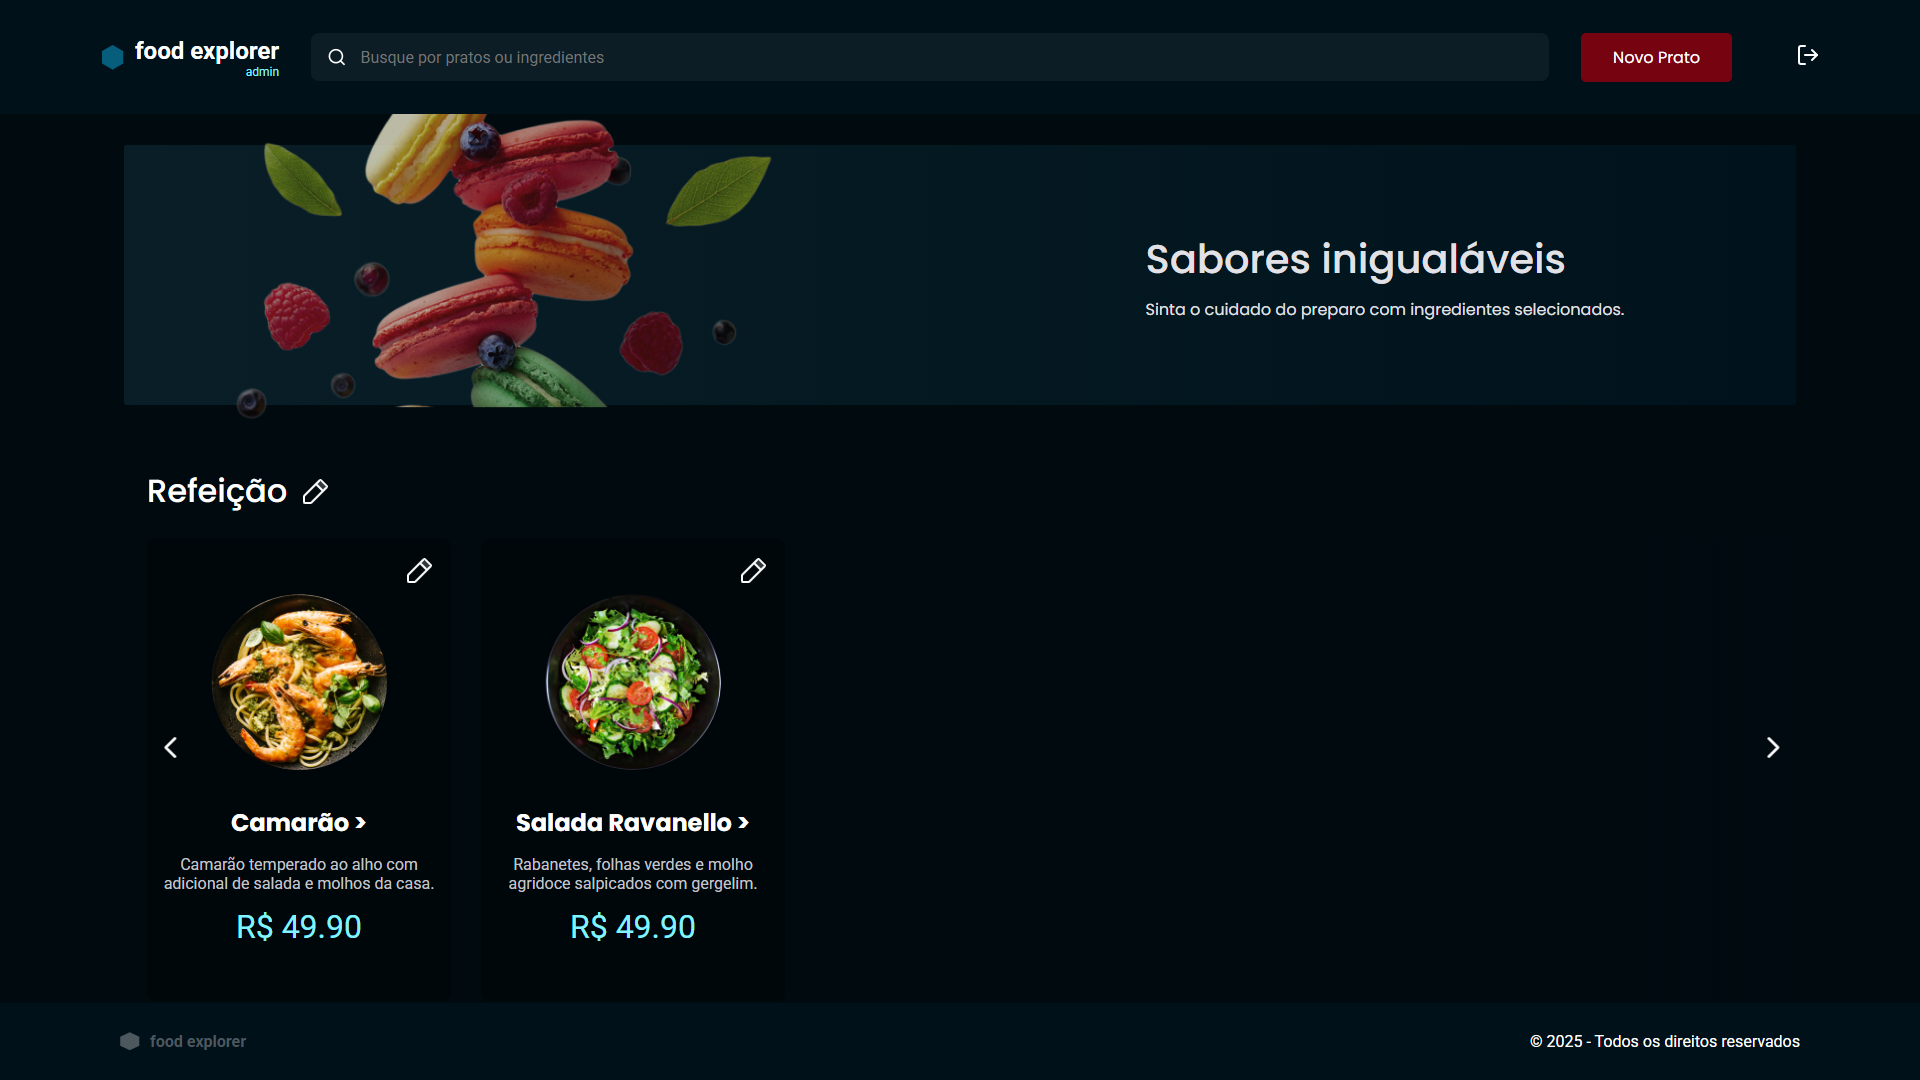 food explorer
admin
Busque por pratos ou ingredientes
Novo Prato
Sabores inigualáveis
Sinta o cuidado do preparo com ingredientes selecionados.
Refeição
Camarão >
Camarão temperado ao alho com
adicional de salada e molhos da casa.
R$ 49.90
Salada Ravanello >
Rabanetes, folhas verdes e molho
agridoce salpicados com gergelim.
R$ 49.90
food explorer
© 2025 - Todos os direitos reservados